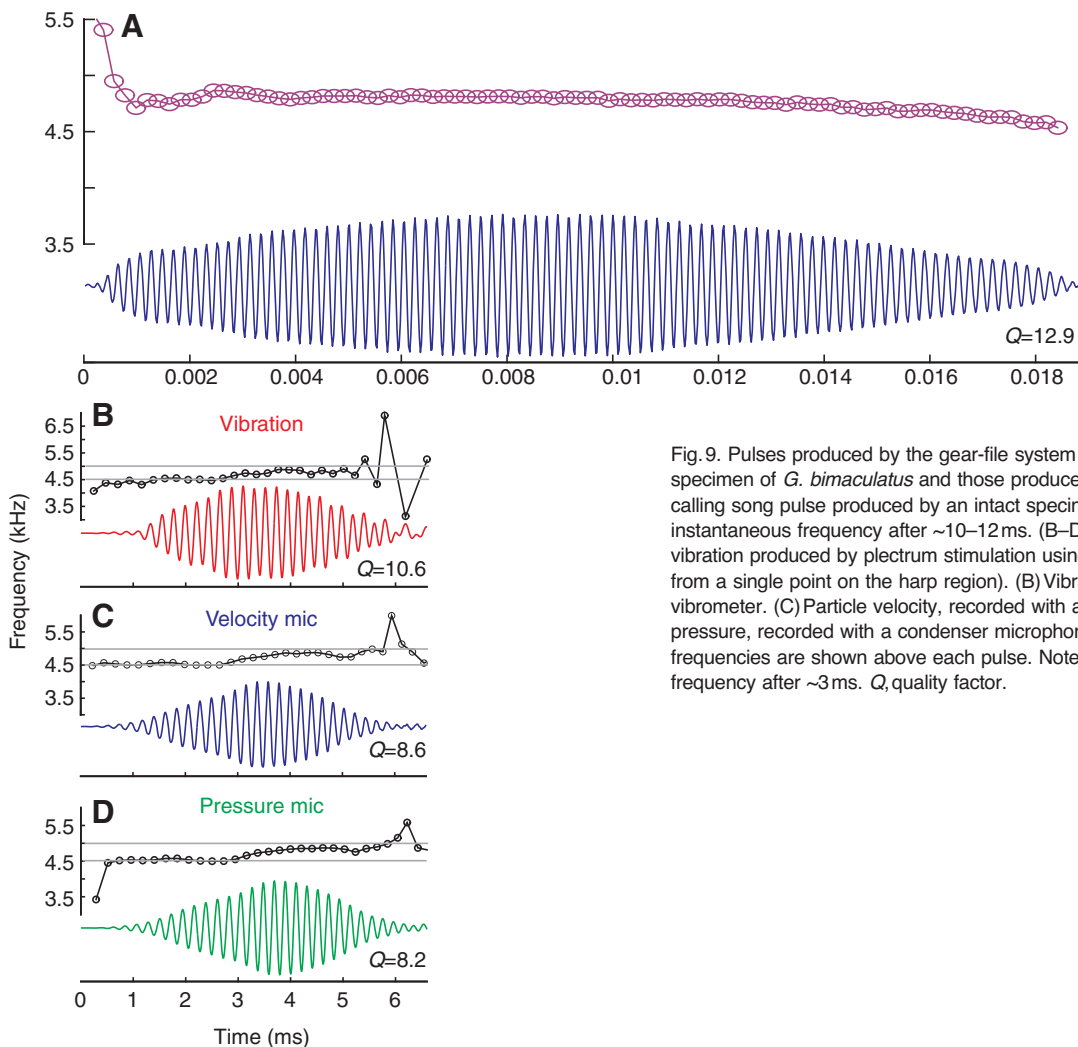 A
5.5
4.5
3.5
Q=12.9
0 0.002 0.004 0.006 0.008 0.01 0.012 0.014 0.016 0.018
B
Vibration
6.5
5.5
4.5
3.5
Q=10.6
C
Velocity mic
5.5
4.5
3.5
Q=8.6
D
Pressure mic
5.5
4.5
3.5
Q=8.2
0 1 2 3 4 5 6
Time (ms)
Frequency (kHz)
Fig. 9. Pulses produced by the gear-file system
specimen of G. bimaculatus and those produce
calling song pulse produced by an intact specin
instantaneous frequency after ~10–12 ms. (B–D
vibration produced by plectrum stimulation using
from a single point on the harp region). (B) Vibr
vibrometer. (C) Particle velocity, recorded with a
pressure, recorded with a condenser microphor
frequencies are shown above each pulse. Note
frequency after ~3 ms. Q, quality factor.